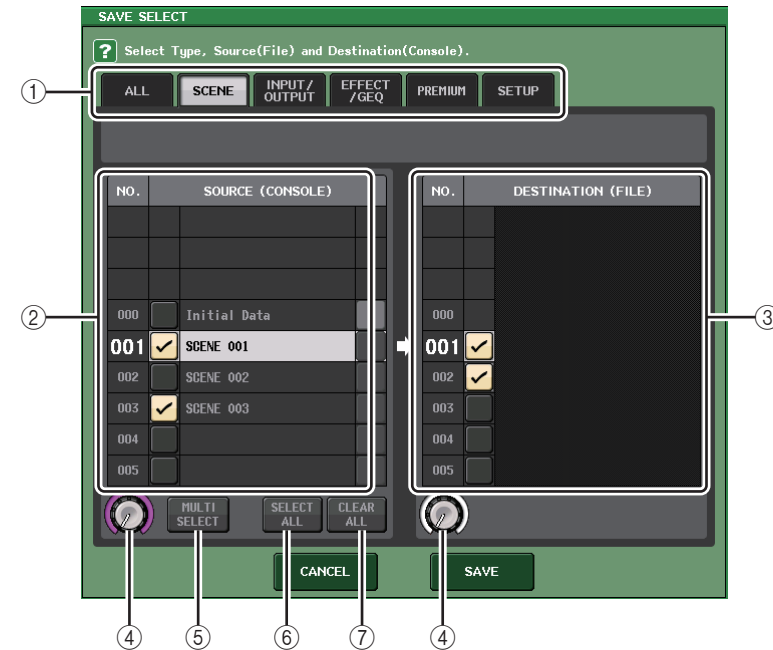 SAVE SELECT
? Select Type, Source(File) and Destination(Console).
① ALL SCENE INPUT/OUTPUT EFFECT/GEQ PREMIUM SETUP
NO. SOURCE (CONSOLE) NO. DESTINATION (FILE)
② 000 Initial Data 000 ③
001 SCENE 001 001
002 SCENE 002 002
003 SCENE 003 003
004 004
005 005
MULTI SELECT SELECT ALL CLEAR ALL
CANCEL SAVE
④ ⑤ ⑥ ⑦ ④